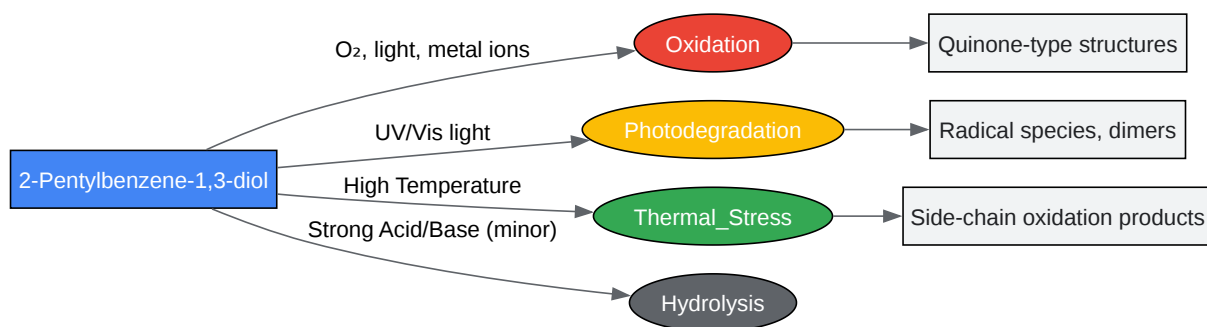 O₂, light, metal ions
Oxidation
Quinone-type structures
UV/Vis light
Photodegradation
Radical species, dimers
2-Pentylbenzene-1,3-diol
High Temperature
Thermal_Stress
Side-chain oxidation products
Strong Acid/Base (minor)
Hydrolysis